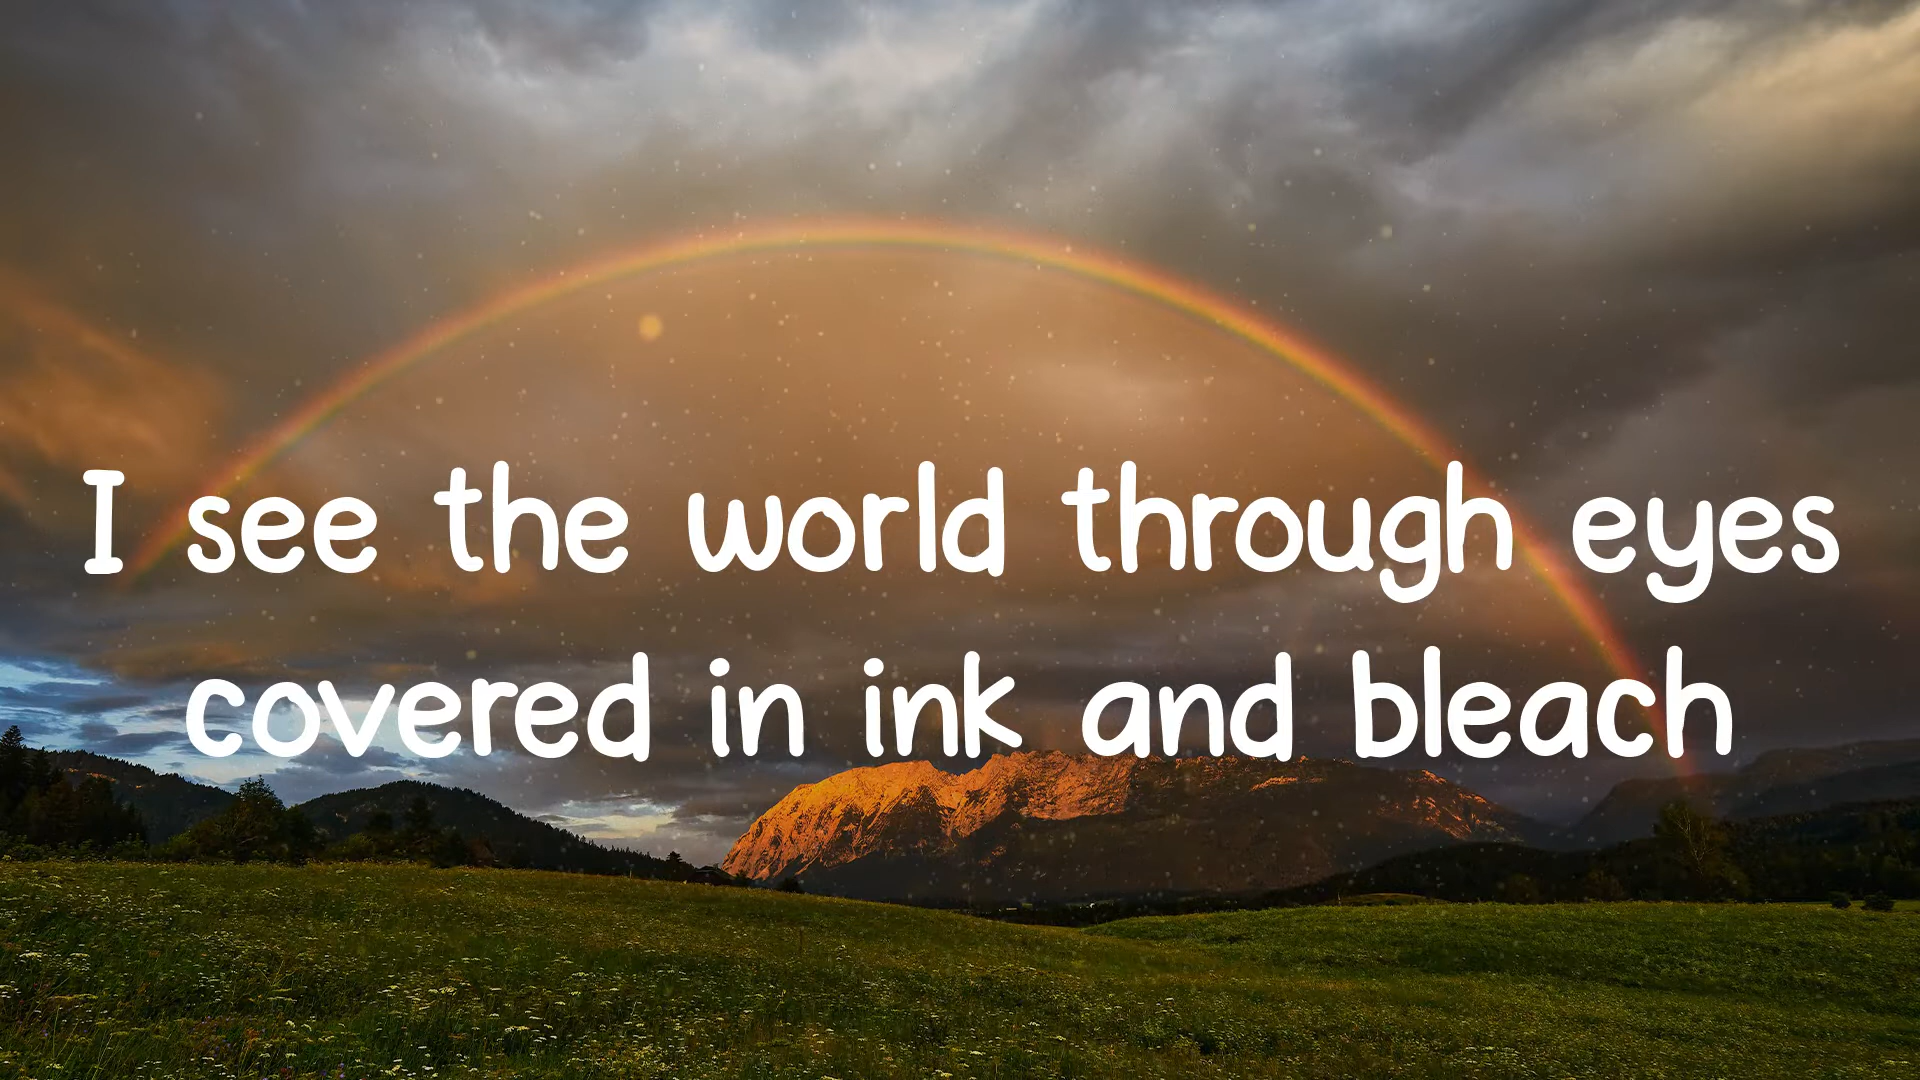 I see the world through eyes
covered in ink and bleach